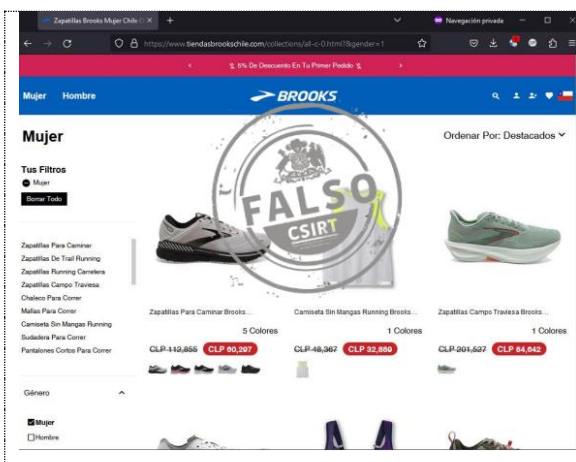 Zapatillas Brooks Mujer Chile O
Navegación privada
https://www.tiendasbrookschile.com/collections/all-c-0.html?&gender=1
5% De Descuento En Tu Primer Pedido
Mujer Hombre
BROOKS
Mujer
Ordenar Por: Destacados
Tus Filtros
Mujer
Borrar Todo
FALSO
CSIRT
Zapatillas Para Caminar
Zapatillas De Trail Running
Zapatillas Running Carretera
Zapatillas Campo Traviesa
Chaleco Para Correr
Mallas Para Correr
Camiseta Sin Mangas Running
Sudadera Para Correr
Pantalones Cortos Para Correr
Zapatillas Para Caminar Brooks...
5 Colores
CLP 112,855 CLP 60,297
Camiseta Sin Mangas Running Brooks...
1 Colores
CLP 48,367 CLP 32,869
Zapatillas Campo Traviesa Brooks...
1 Colores
CLP 201,527 CLP 84,642
Género
Mujer
Hombre